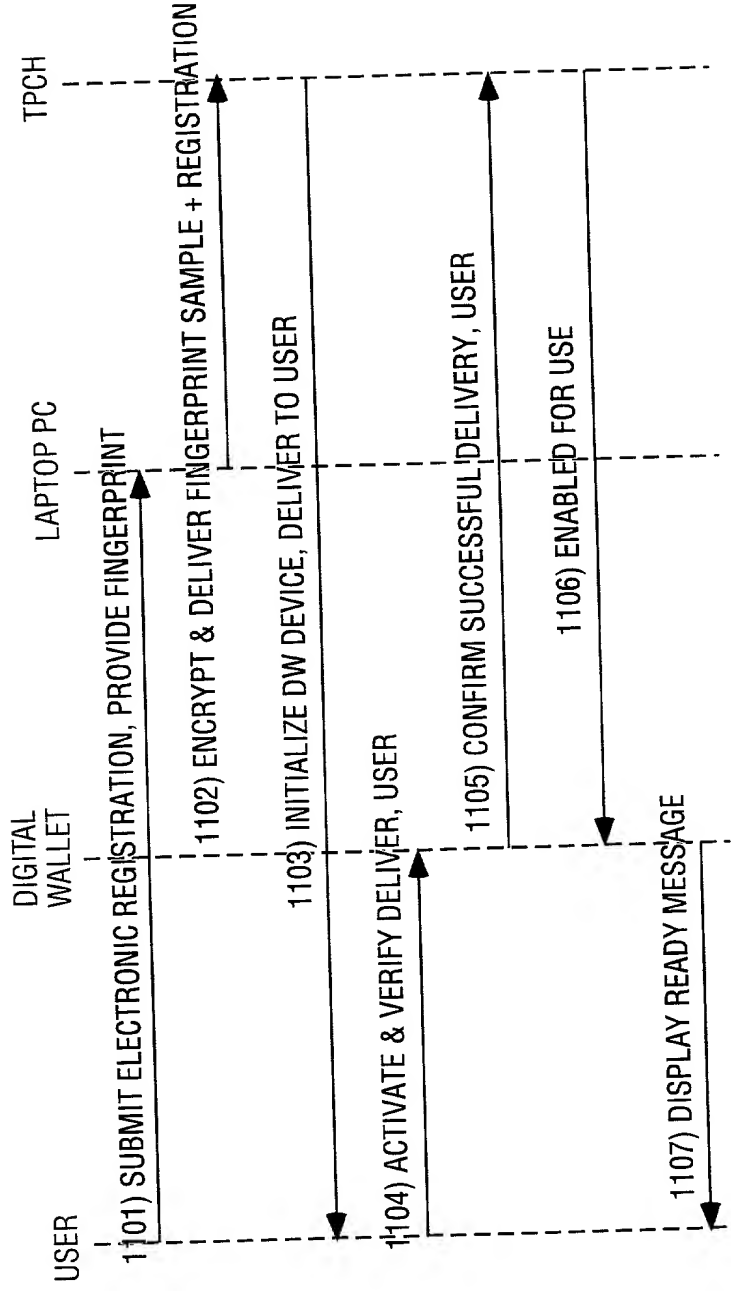 USER
DIGITAL
WALLET
LAPTOP PC
TPCH
1101) SUBMIT ELECTRONIC REGISTRATION, PROVIDE FINGERPRINT
1102) ENCRYPT & DELIVER FINGERPRINT SAMPLE + REGISTRATION
1103) INITIALIZE DW DEVICE, DELIVER TO USER
1104) ACTIVATE & VERIFY DELIVER, USER
1105) CONFIRM SUCCESSFUL DELIVERY, USER
1106) ENABLED FOR USE
1107) DISPLAY READY MESSAGE